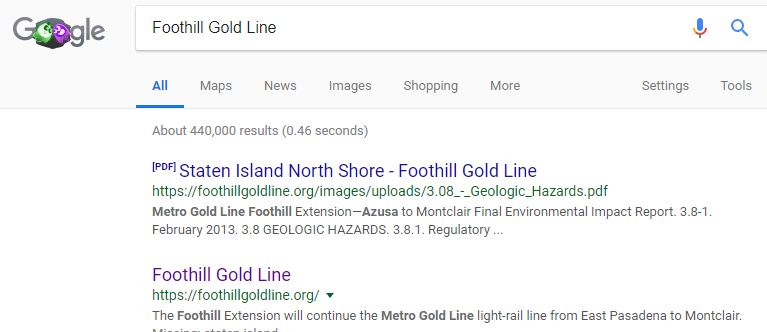 Google
Foothill Gold Line
All Maps News Images Shopping More Settings Tools
About 440,000 results (0.46 seconds)
[PDF] Staten Island North Shore - Foothill Gold Line
https://foothillgoldline.org/images/uploads/3.08_-_Geologic_Hazards.pdf
Metro Gold Line Foothill Extension—Azusa to Montclair Final Environmental Impact Report. 3.8-1.
February 2013. 3.8 GEOLOGIC HAZARDS. 3.8.1. Regulatory ...
Foothill Gold Line
https://foothillgoldline.org/
The Foothill Extension will continue the Metro Gold Line light-rail line from East Pasadena to Montclair.
Missing: staten island